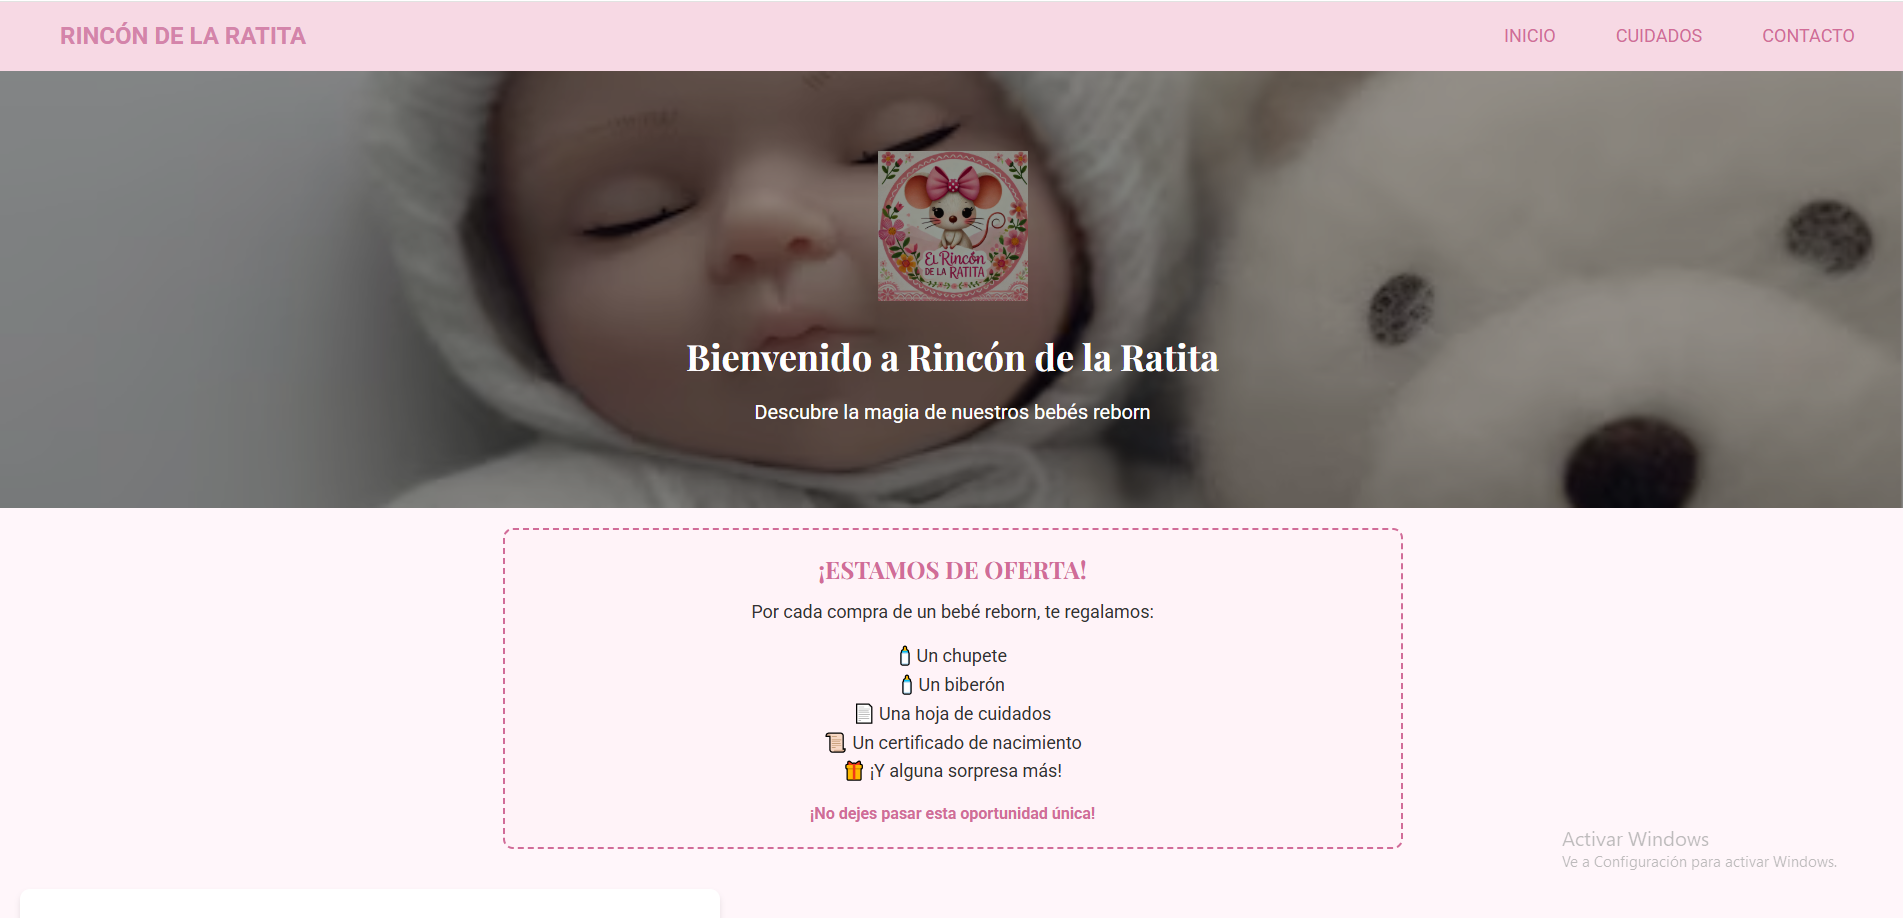 RINCÓN DE LA RATITA
INICIO
CUIDADOS
CONTACTO
EL RINCÓN
DE LA RATITA
Bienvenido a Rincón de la Ratita
Descubre la magia de nuestros bebés reborn
¡ESTAMOS DE OFERTA!
Por cada compra de un bebé reborn, te regalamos:
🍼 Un chupete
🍼 Un biberón
📄 Una hoja de cuidados
📜 Un certificado de nacimiento
🎁 ¡Y alguna sorpresa más!
¡No dejes pasar esta oportunidad única!
Activar Windows
Ve a Configuración para activar Windows.